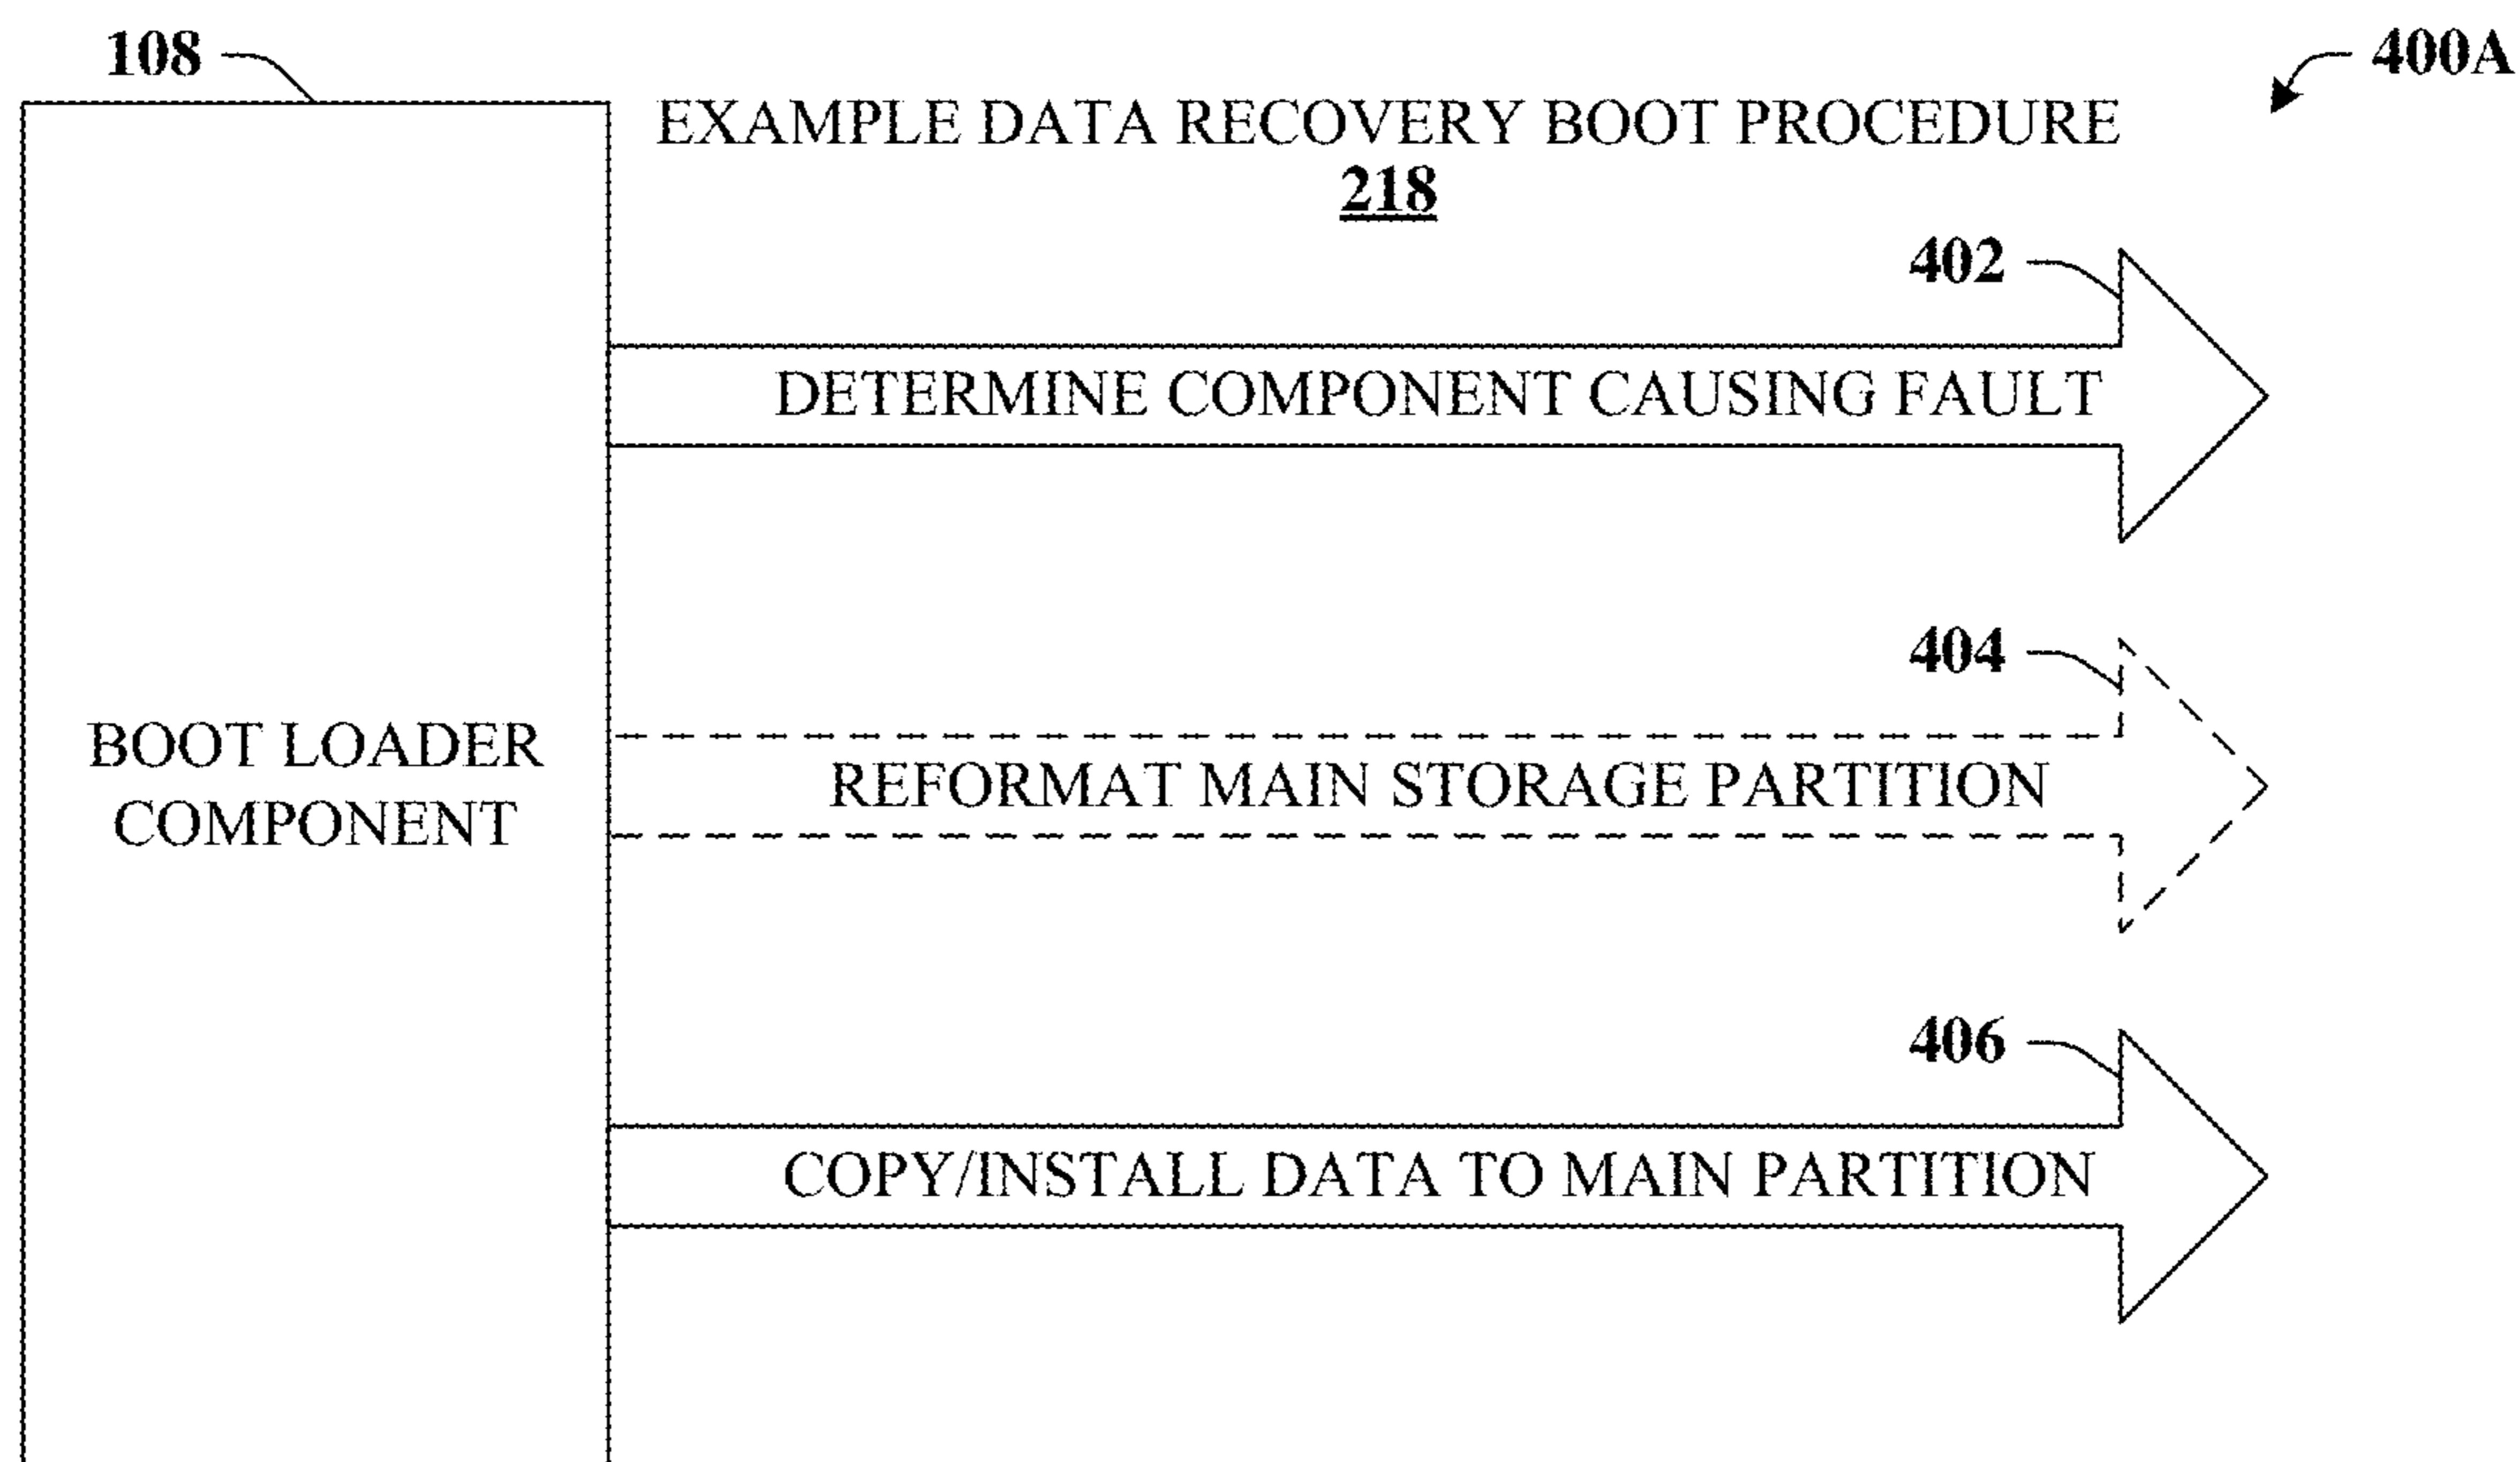 108
400A
EXAMPLE DATA RECOVERY BOOT PROCEDURE
218
402
DETERMINE COMPONENT CAUSING FAULT
404
BOOT LOADER
COMPONENT
REFORMAT MAIN STORAGE PARTITION
406
COPY/INSTALL DATA TO MAIN PARTITION